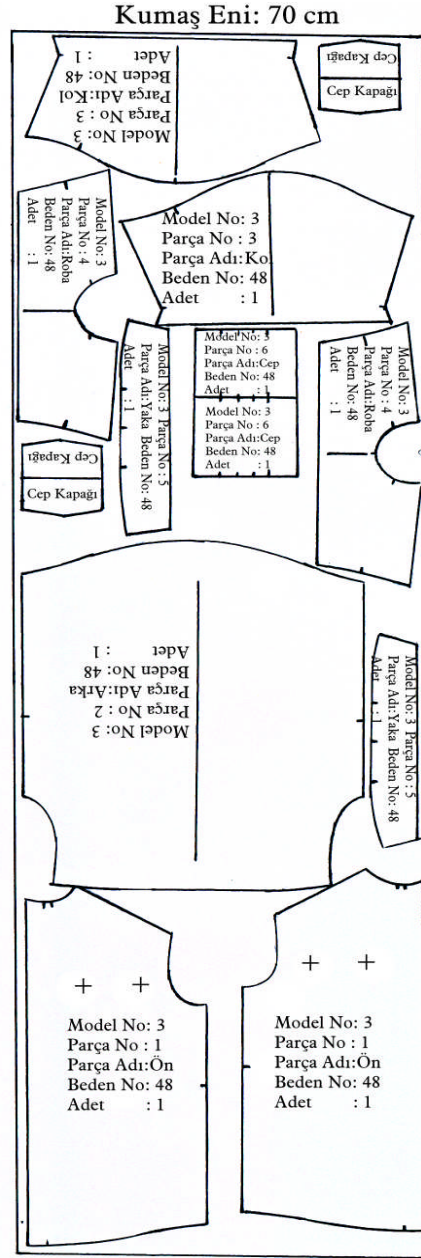 Kumaş Eni: 70 cm
Model No: 3
Parça No : 3
Parça Adı:Kol
Beden No: 48
Adet : 1
Cep Kapağı
Cep Kapağı
Model No: 3
Parça No : 4
Parça Adı:Roba
Beden No: 48
Adet : 1
Model No: 3
Parça No : 3
Parça Adı:Ko
Beden No: 48
Adet : 1
Model No: 3 Parça No : 5
Parça Adı:Yaka Beden No: 48
Adet : 1
Model No: 3
Parça No : 6
Parça Adı:Cep
Beden No: 48
Adet : 1
Model No: 3
Parça No : 6
Parça Adı:Cep
Beden No: 48
Adet : 1
Model No: 3
Parça No : 4
Parça Adı:Roba
Beden No: 48
Adet : 1
Cep Kapağı
Cep Kapağı
Model No: 3
Parça No : 2
Parça Adı:Arka
Beden No: 48
Adet : 1
Model No: 3 Parça No : 5
Parça Adı:Yaka Beden No: 48
Adet : 1
Model No: 3
Parça No : 1
Parça Adı:Ön
Beden No: 48
Adet : 1
Model No: 3
Parça No : 1
Parça Adı:Ön
Beden No: 48
Adet : 1